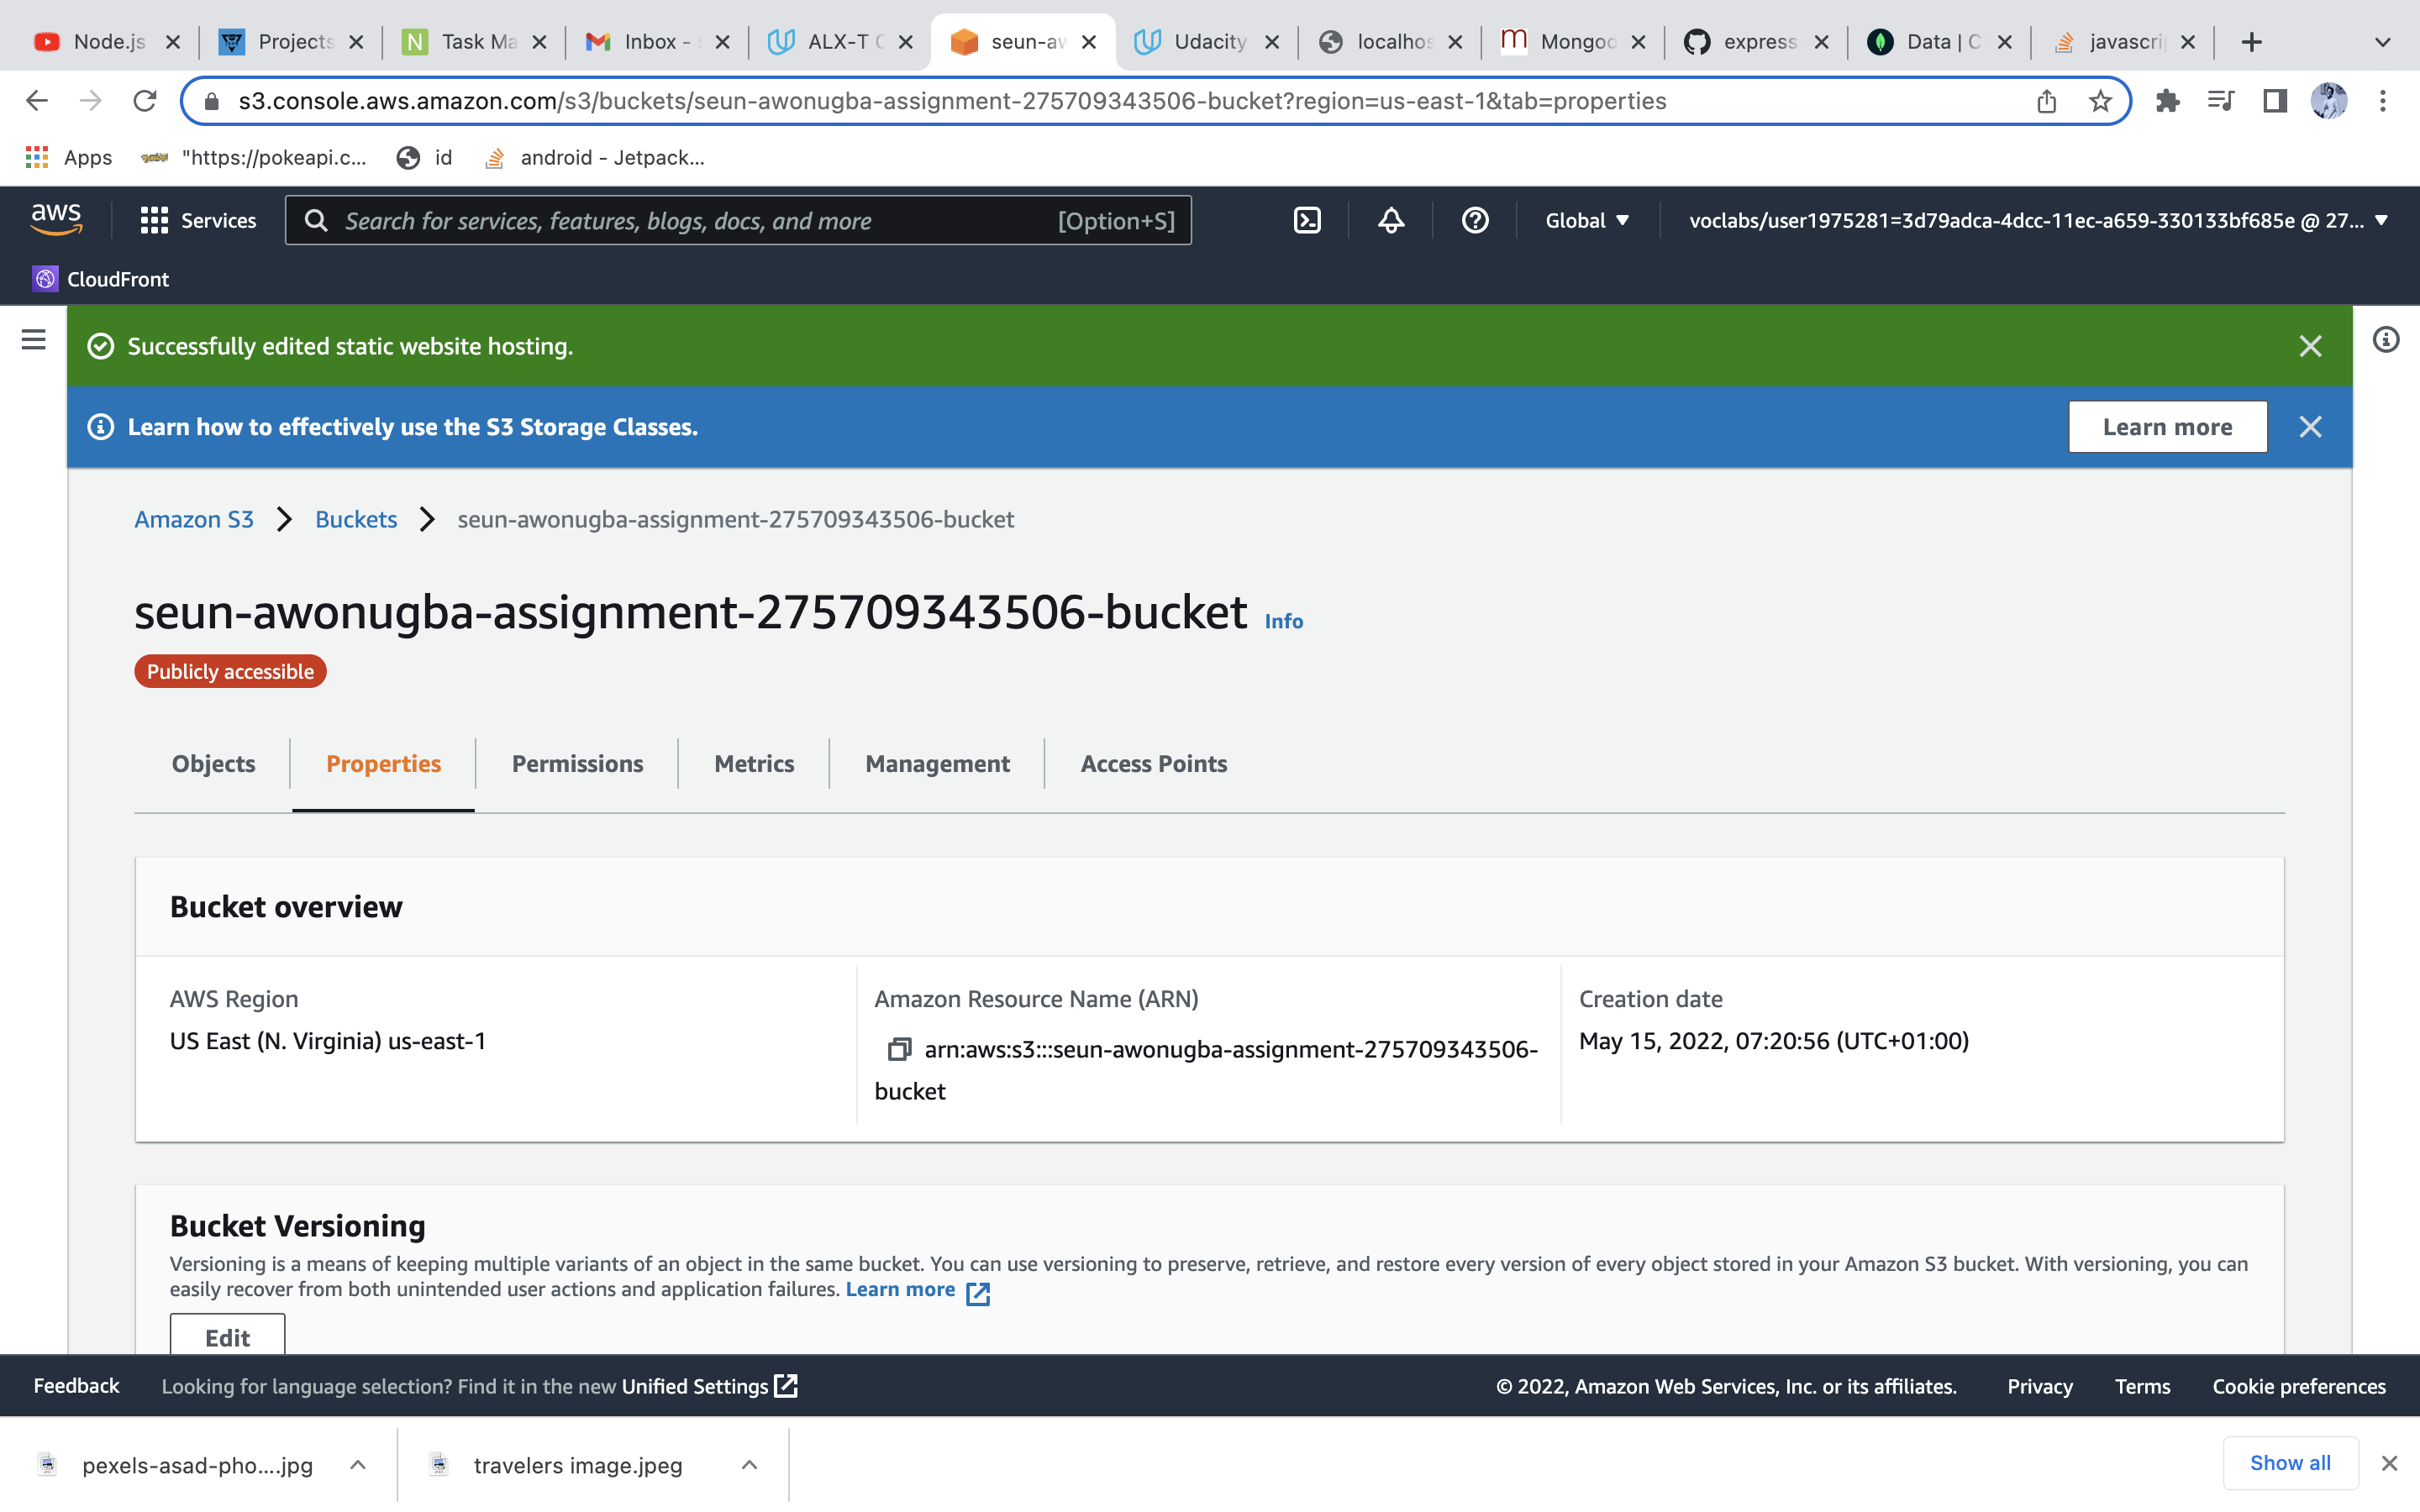 Node.js
Projects
Task Ma
Inbox -
ALX-T C
seun-aw
Udacity
localhos
Mongoo
express
Data | C
javascri
s3.console.aws.amazon.com/s3/buckets/seun-awonugba-assignment-275709343506-bucket?region=us-east-1&tab=properties
Apps
"https://pokeapi.c...
id
android - Jetpack...
aws
Services
Search for services, features, blogs, docs, and more
[Option+S]
Global
voclabs/user1975281=3d79adca-4dcc-11ec-a659-330133bf685e @ 27...
CloudFront
Successfully edited static website hosting.
Learn how to effectively use the S3 Storage Classes.
Learn more
Amazon S3
Buckets
seun-awonugba-assignment-275709343506-bucket
seun-awonugba-assignment-275709343506-bucket
Info
Publicly accessible
Objects
Properties
Permissions
Metrics
Management
Access Points
Bucket overview
AWS Region
US East (N. Virginia) us-east-1
Amazon Resource Name (ARN)
arn:aws:s3:::seun-awonugba-assignment-275709343506-
bucket
Creation date
May 15, 2022, 07:20:56 (UTC+01:00)
Bucket Versioning
Versioning is a means of keeping multiple variants of an object in the same bucket. You can use versioning to preserve, retrieve, and restore every version of every object stored in your Amazon S3 bucket. With versioning, you can
easily recover from both unintended user actions and application failures. Learn more
Edit
Feedback
Looking for language selection? Find it in the new Unified Settings
© 2022, Amazon Web Services, Inc. or its affiliates.
Privacy
Terms
Cookie preferences
pexels-asad-pho....jpg
travelers image.jpeg
Show all